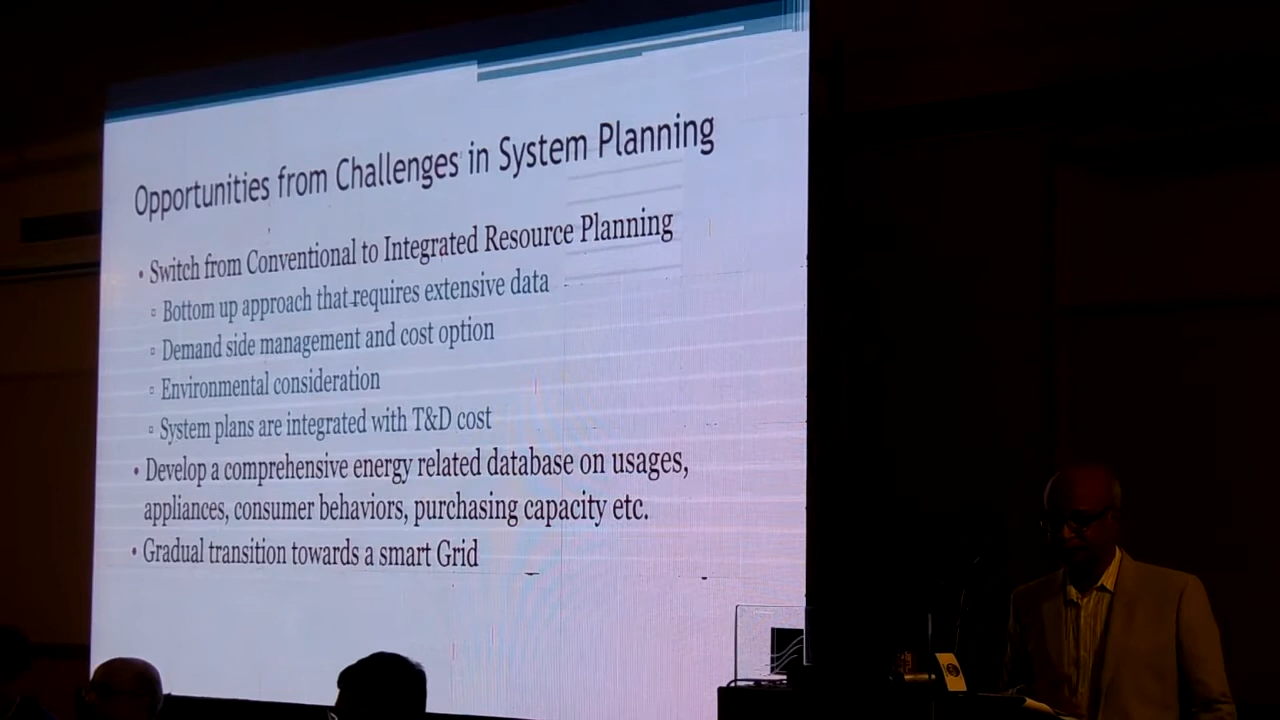 Opportunities from Challenges in System Planning
• Switch from Conventional to Integrated Resource Planning
▫ Bottom up approach that requires extensive data
▫ Demand side management and cost option
▫ Environmental consideration
▫ System plans are integrated with T&D cost
• Develop a comprehensive energy related database on usages,
appliances, consumer behaviors, purchasing capacity etc.
• Gradual transition towards a smart Grid